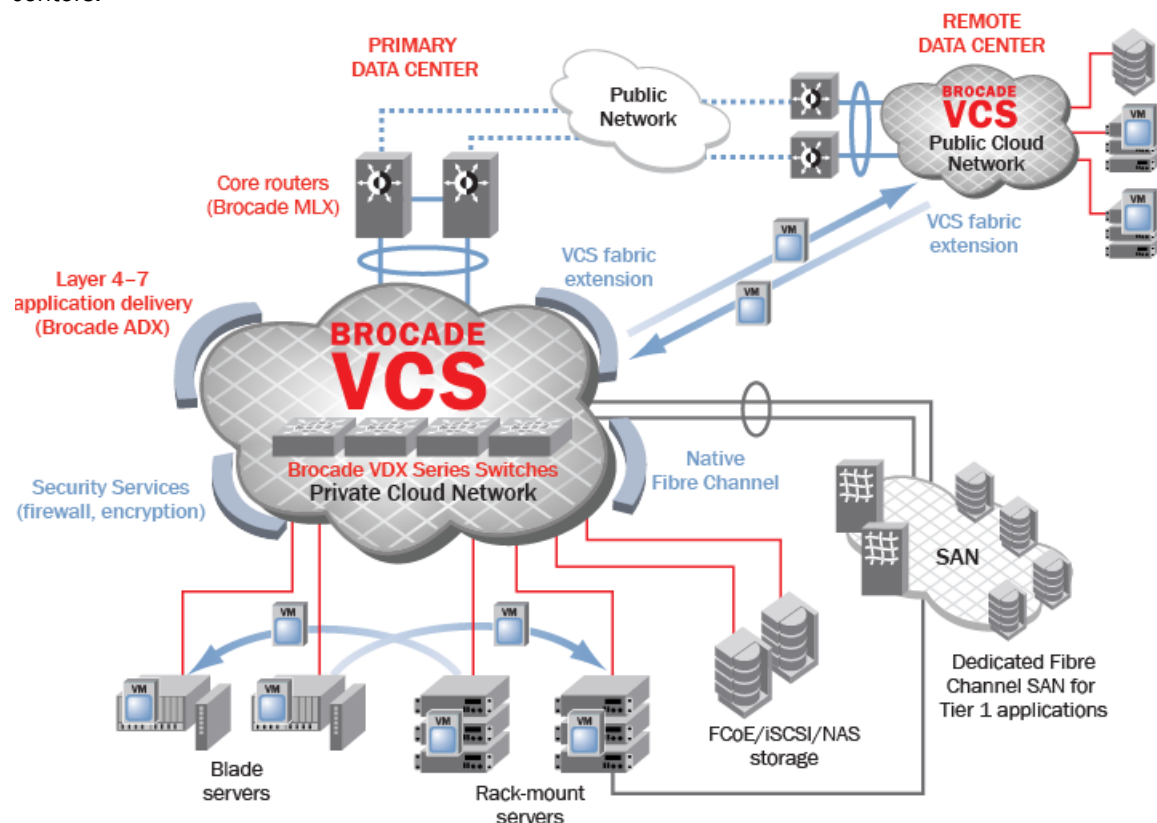 PRIMARY
DATA CENTER
REMOTE
DATA CENTER
Public
Network
BROCADE
VCS
Public Cloud
Network
VM
VM
Core routers
(Brocade MLX)
VCS fabric
extension
VM
VM
VCS fabric
extension
Layer 4–7
application delivery
(Brocade ADX)
BROCADE
VCS
Brocade VDX Series Switches
Private Cloud Network
Native
Fibre Channel
Security Services
(firewall, encryption)
SAN
VM
VM
VM
VM
VM
VM
Dedicated Fibre
Channel SAN for
Tier 1 applications
FCoE/iSCSI/NAS
storage
Blade
servers
Rack-mount
servers